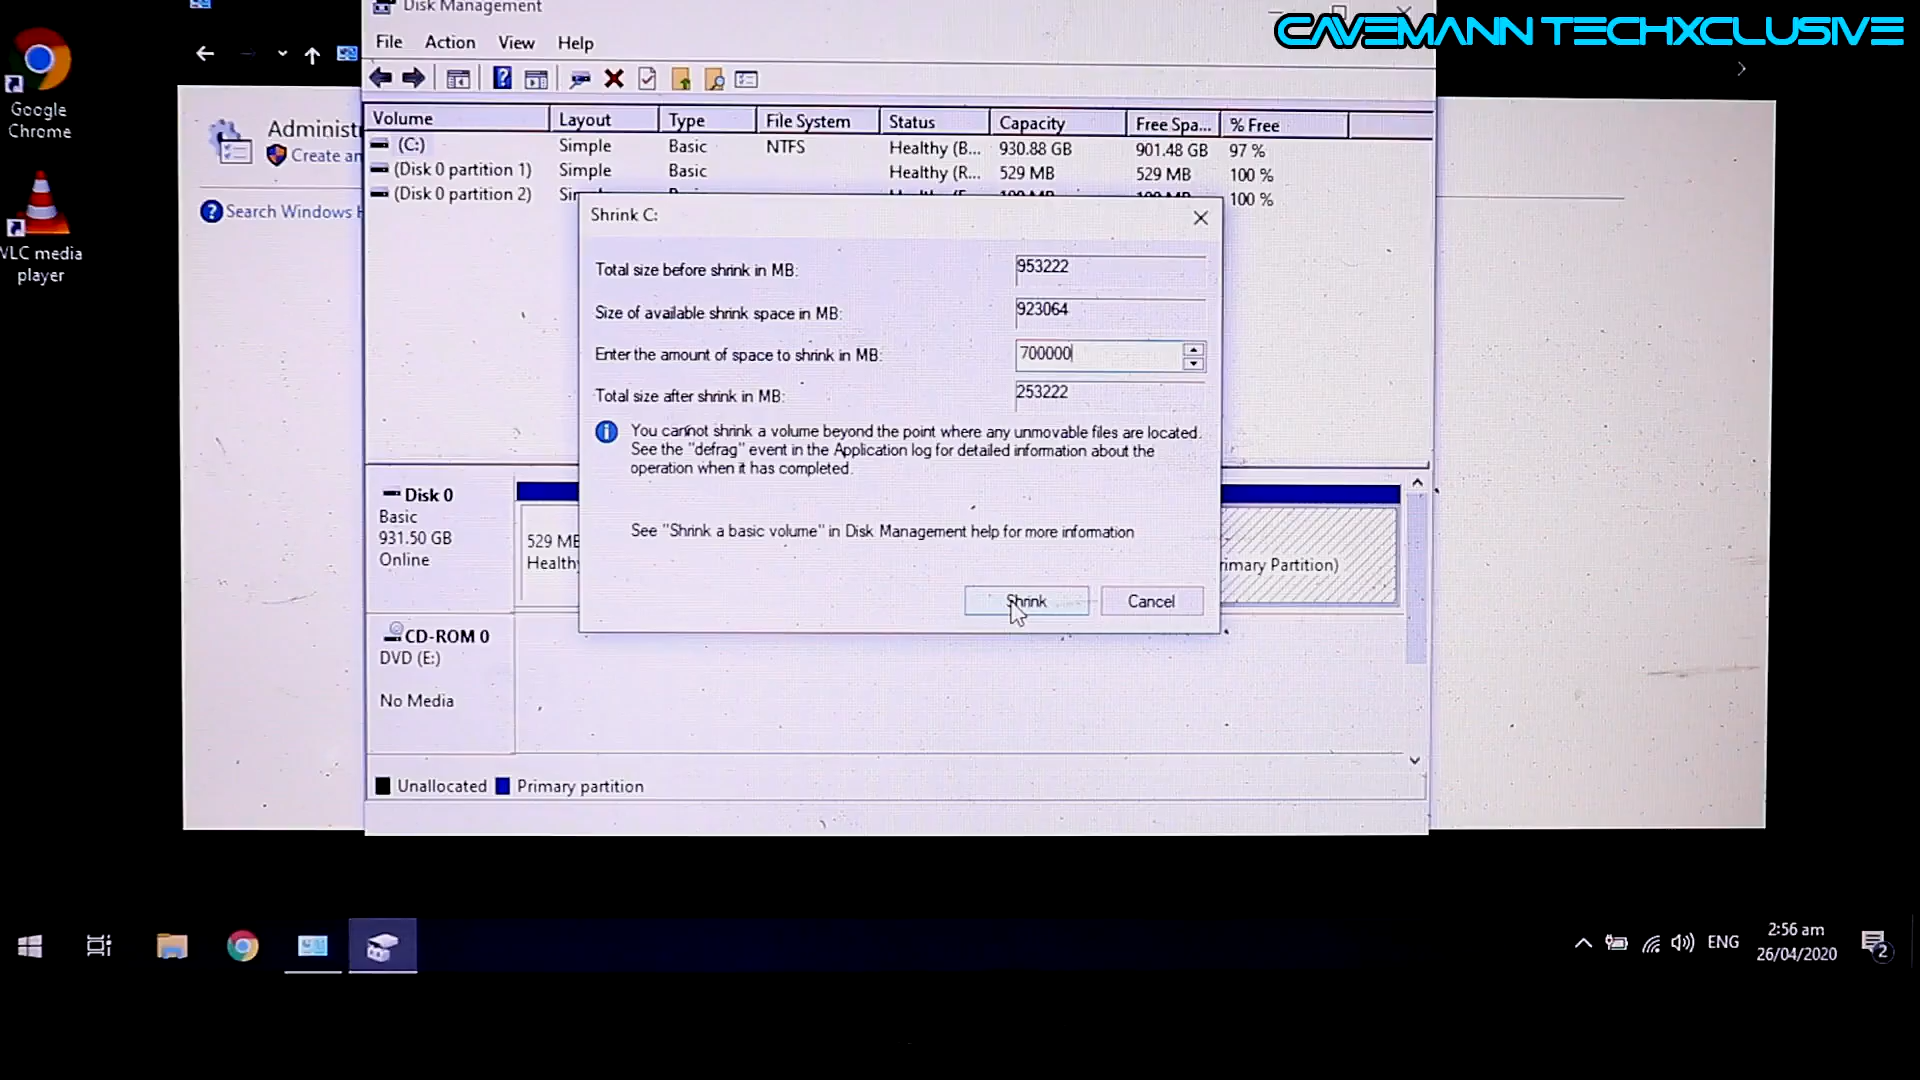 CAVEMANN TECHXCLUSIVE
Disk Management
File Action View Help
Google
Chrome
VLC media
player
Administ
Create an
Search Windows
Volume Layout Type File System Status Capacity Free Spa... % Free
(C:) Simple Basic NTFS Healthy (B... 930.88 GB 901.48 GB 97 %
(Disk 0 partition 1) Simple Basic Healthy (R... 529 MB 529 MB 100 %
(Disk 0 partition 2) 100 %
Shrink C:
Total size before shrink in MB: 953222
Size of available shrink space in MB: 923064
Enter the amount of space to shrink in MB: 700000
Total size after shrink in MB: 253222
You cannot shrink a volume beyond the point where any unmovable files are located.
See the "defrag" event in the Application log for detailed information about the
operation when it has completed.
See "Shrink a basic volume" in Disk Management help for more information
Shrink Cancel
Disk 0
Basic
931.50 GB
Online
529 MB
Healthy
rimary Partition)
CD-ROM 0
DVD (E:)
No Media
Unallocated Primary partition
ENG
2:56 am
26/04/2020
2